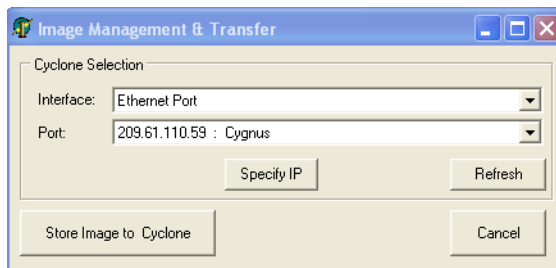 Image Management & Transfer
Cyclone Selection
Interface: Ethernet Port
Port: 209.61.110.59 : Cygnus
Specify IP Refresh
Store Image to Cyclone Cancel